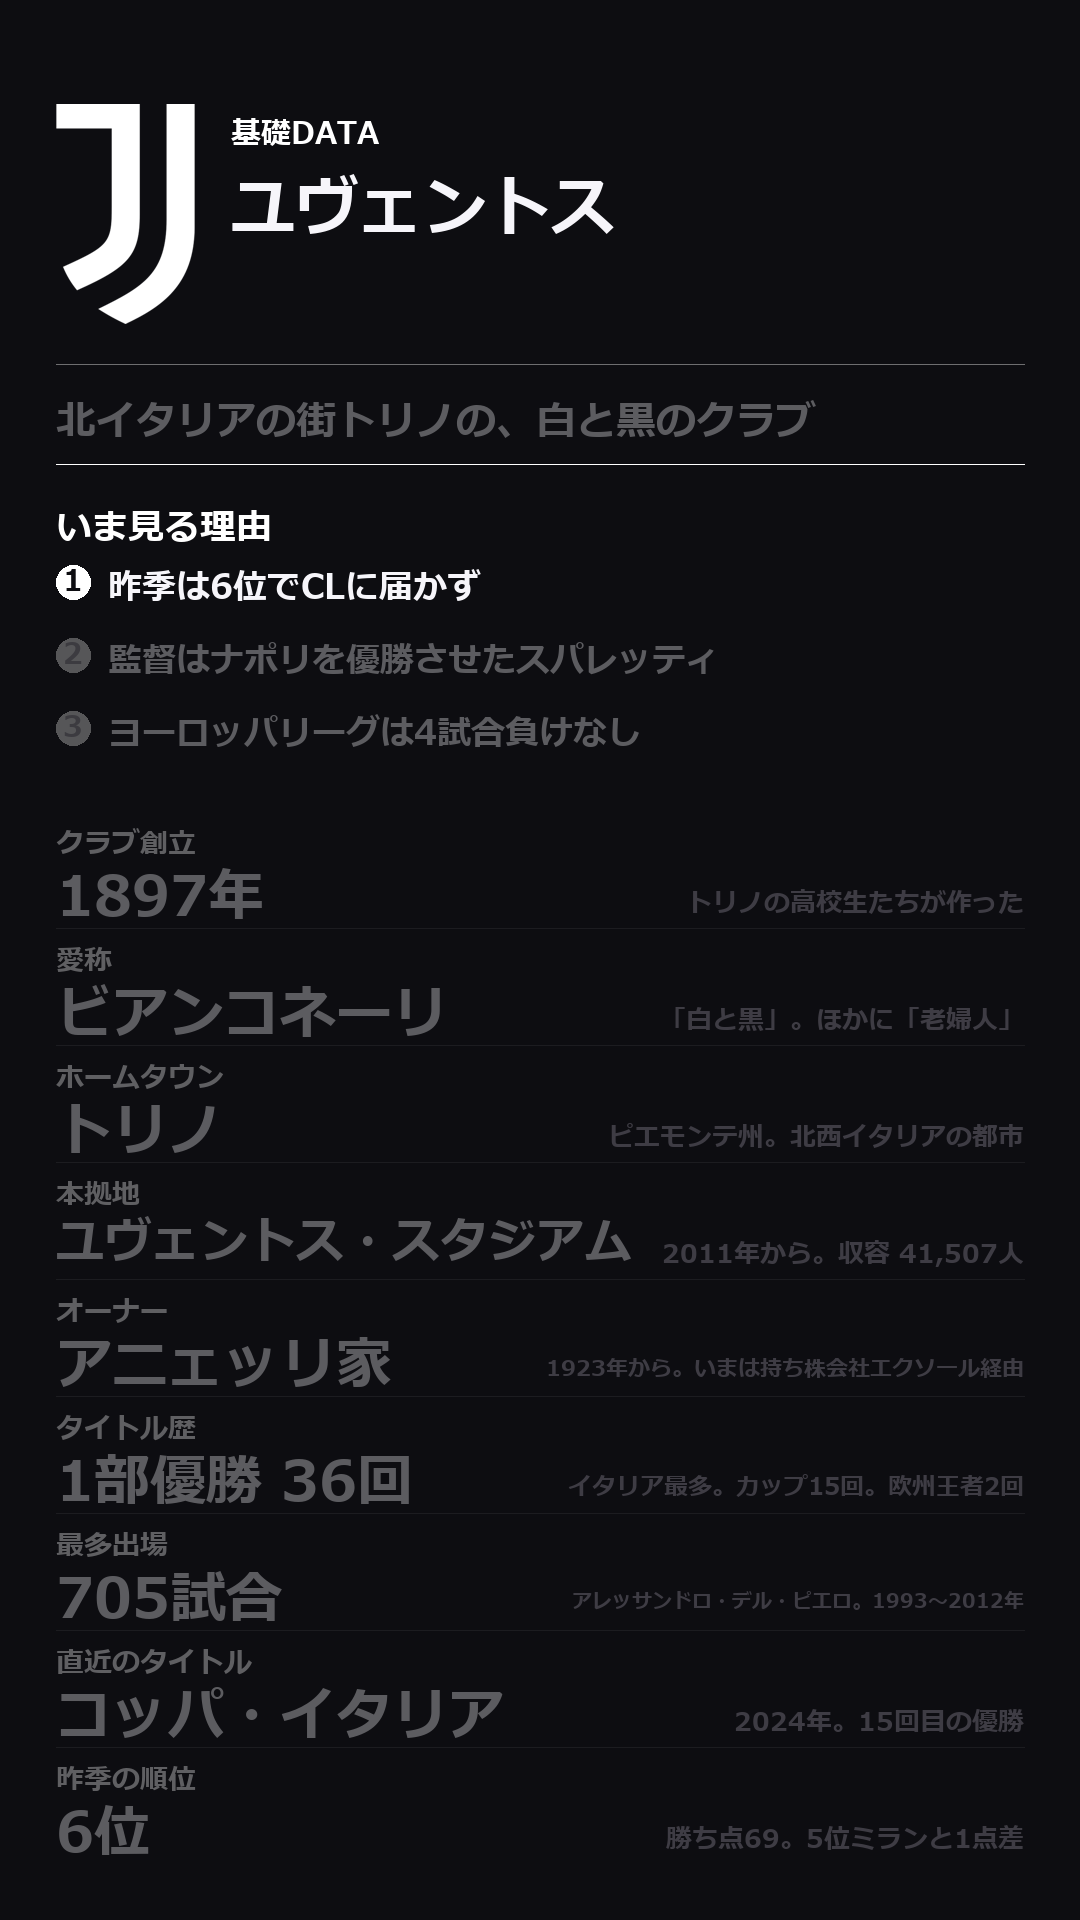 基礎DATA
ユヴェントス
北イタリアの街トリノの、白と黒のクラブ
いま見る理由
1 昨季は6位でCLに届かず
2 監督はナポリを優勝させたスパレッティ
3 ヨーロッパリーグは4試合負けなし
クラブ創立
1897年 トリノの高校生たちが作った
愛称
ビアンコネーリ 「白と黒」。ほかに「老婦人」
ホームタウン
トリノ ピエモンテ州。北西イタリアの都市
本拠地
ユヴェントス・スタジアム 2011年から。収容 41,507人
オーナー
アニェッリ家 1923年から。いまは持ち株会社エクソール経由
タイトル歴
1部優勝 36回 イタリア最多。カップ15回。欧州王者2回
最多出場
705試合 アレッサンドロ・デル・ピエロ。1993〜2012年
直近のタイトル
コッパ・イタリア 2024年。15回目の優勝
昨季の順位
6位 勝ち点69。5位ミランと1点差